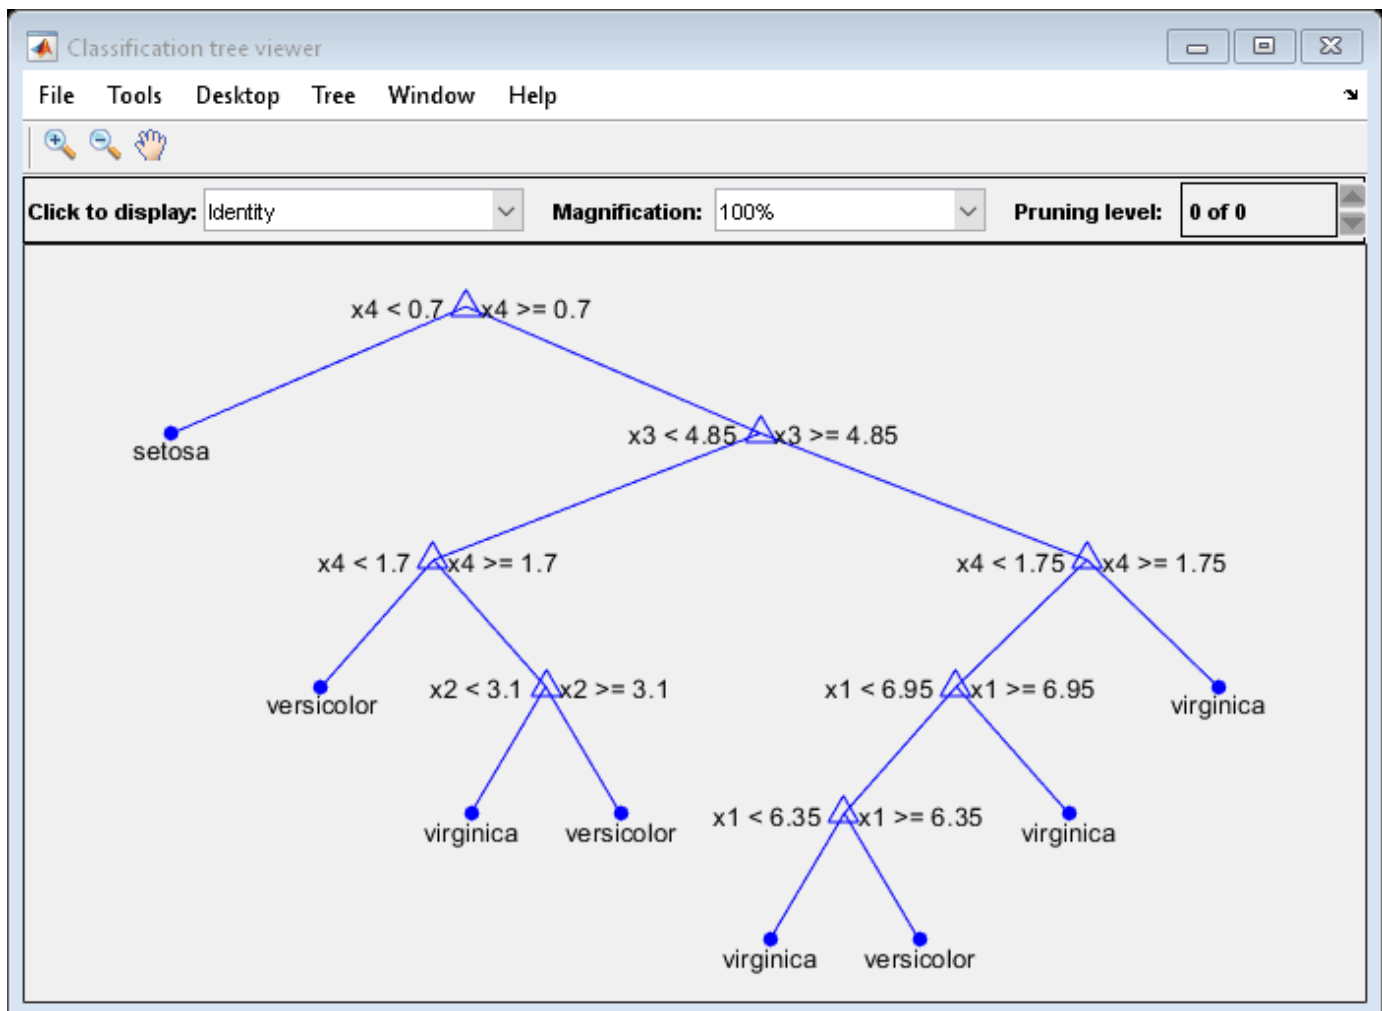 Classification tree viewer
File Tools Desktop Tree Window Help
Click to display: Identity Magnification: 100% Pruning level: 0 of 0
x4 < 0.7 x4 >= 0.7
setosa
x3 < 4.85 x3 >= 4.85
x4 < 1.7 x4 >= 1.7 x4 < 1.75 x4 >= 1.75
versicolor
x2 < 3.1 x2 >= 3.1 x1 < 6.95 x1 >= 6.95
virginica
virginica versicolor
x1 < 6.35 x1 >= 6.35
virginica
virginica versicolor